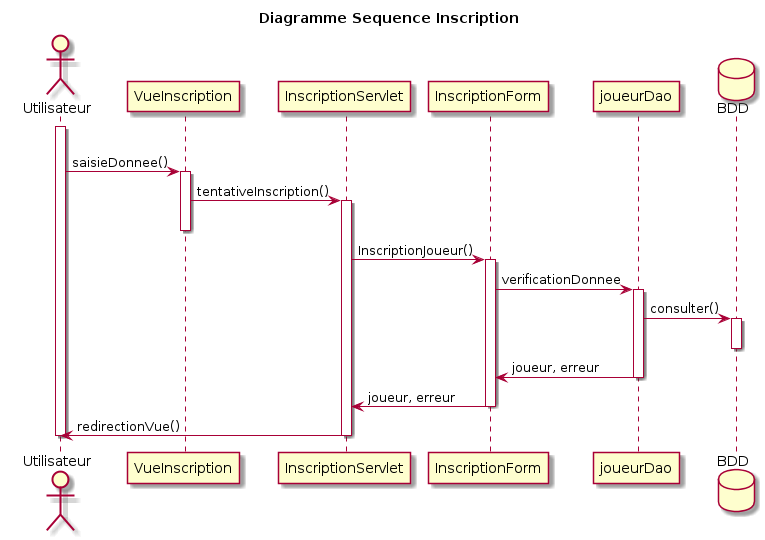 Diagramme Sequence Inscription
Utilisateur
VueInscription
InscriptionServlet
InscriptionForm
joueurDao
BDD
saisieDonnee()
tentativeInscription()
InscriptionJoueur()
verificationDonnee
consulter()
joueur, erreur
joueur, erreur
redirectionVue()
Utilisateur
VueInscription
InscriptionServlet
InscriptionForm
joueurDao
BDD